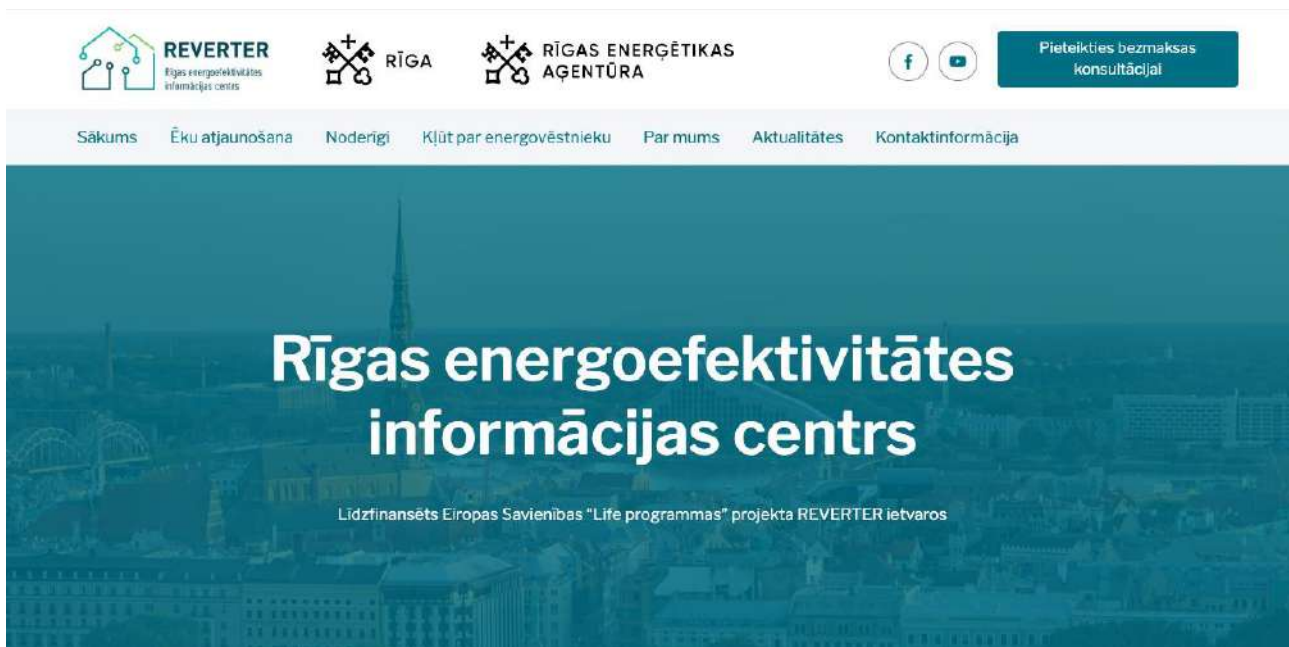 REVERTER
Rīgas energoefektivitātes
informācijas centrs
RĪGA
RĪGAS ENERĢĒTIKAS
AĢENTŪRA
Pieteikties bezmaksas
konsultācijai
Sākums Ēku atjaunošana Noderīgi Kļūt par energovēstnieku Par mums Aktualitātes Kontaktinformācija
Rīgas energoefektivitātes
informācijas centrs
Līdzfinansēts Eiropas Savienības "Life programmas" projekta REVERTER ietvaros